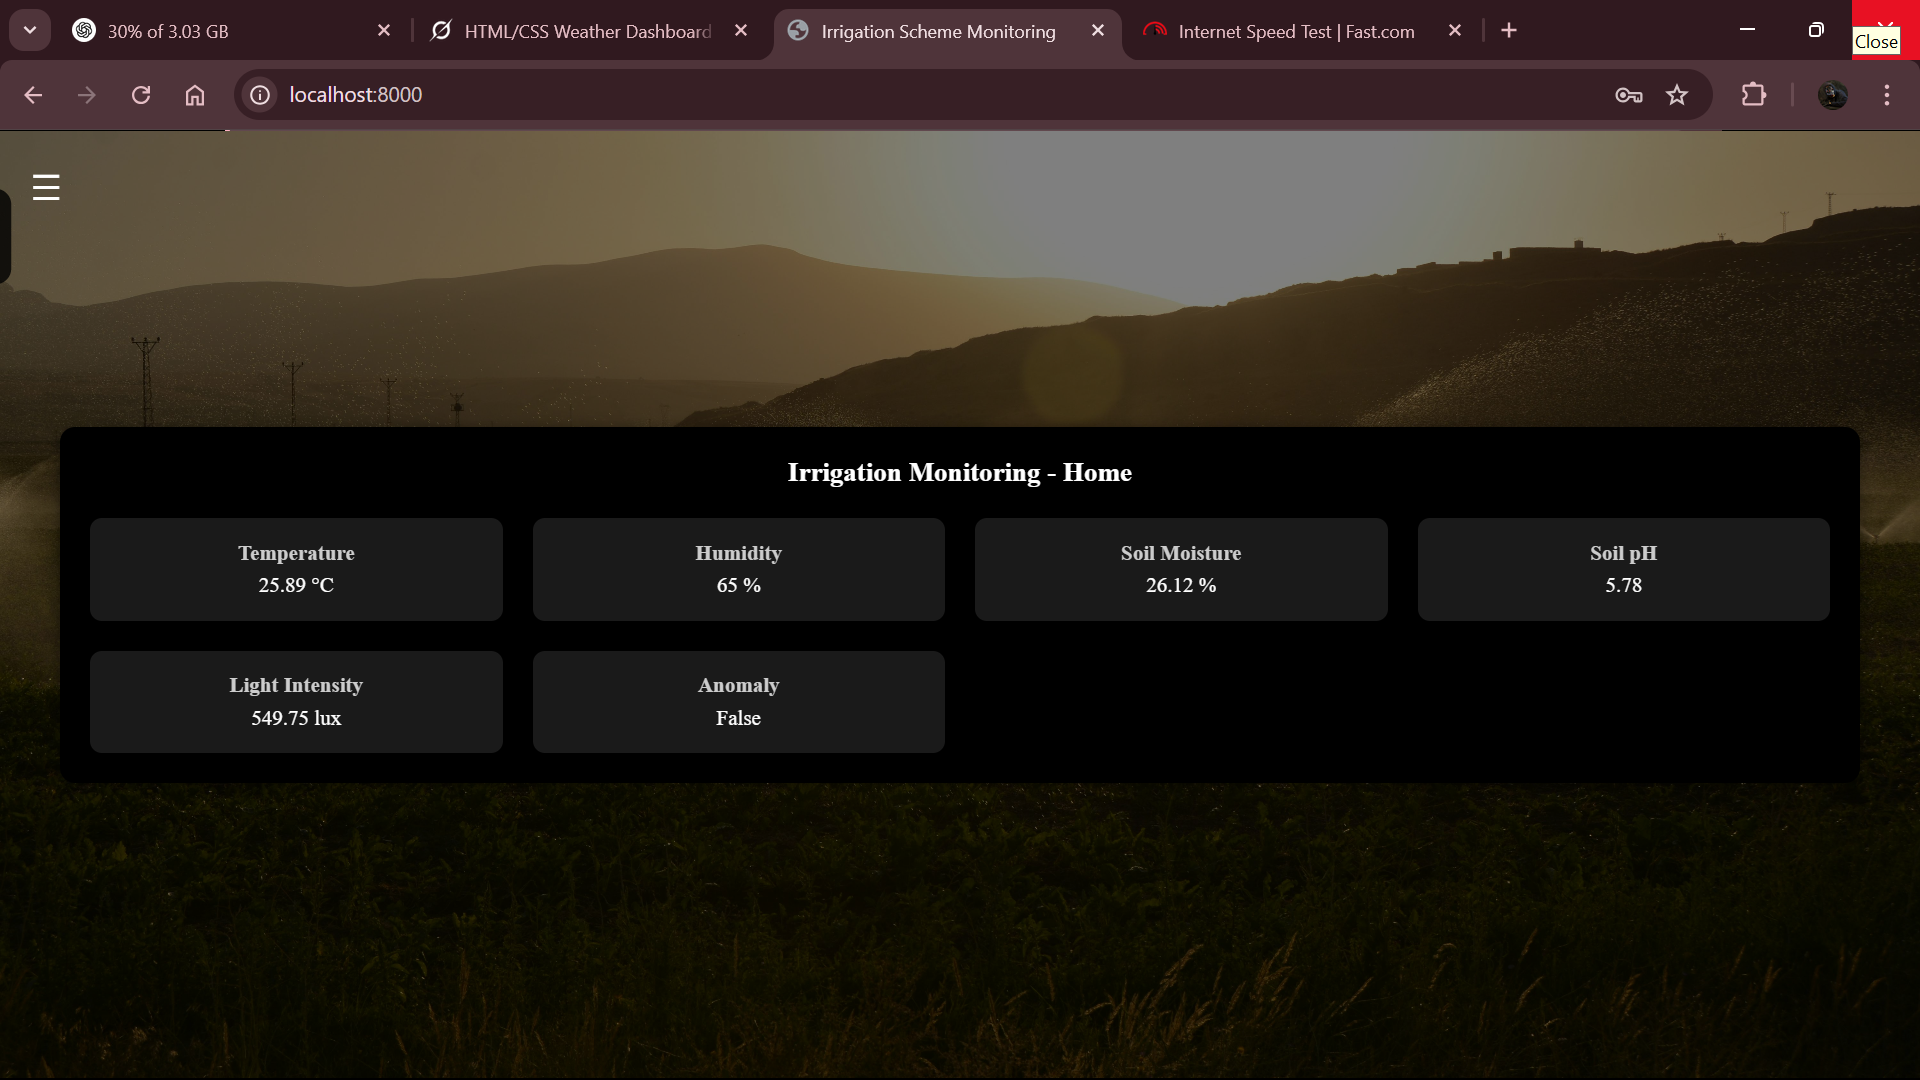 30% of 3.03 GB
HTML/CSS Weather Dashboard
Irrigation Scheme Monitoring
Internet Speed Test | Fast.com
Close
localhost:8000
Irrigation Monitoring - Home
Temperature
25.89 °C
Humidity
65 %
Soil Moisture
26.12 %
Soil pH
5.78
Light Intensity
549.75 lux
Anomaly
False